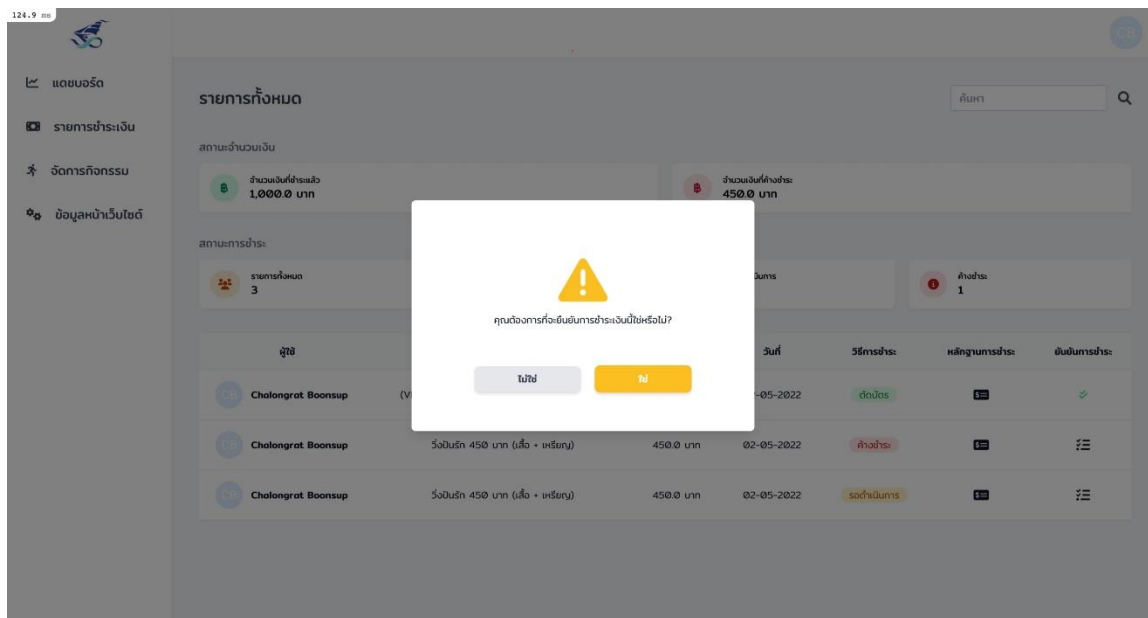 124.9 ms
CB
แดชบอร์ด
รายการชำระเงิน
จัดการกิจกรรม
ข้อมูลหน้าเว็บไซต์
รายการทั้งหมด
ค้นหา
สถานะจำนวนเงิน
จำนวนเงินที่ชำระแล้ว
1,000.0 บาท
จำนวนเงินที่ค้างชำระ
450.0 บาท
สถานะการชำระ
รายการทั้งหมด
3
ค้างชำระ
1
คุณต้องการที่จะยืนยันการชำระเงินนี้ใช่หรือไม่?
ไม่ใช่
ใช่
ผู้ใช้ วันที่ วิธีการชำระ หลักฐานการชำระ ยันยันการชำระ
CB Chalongrat Boonsup -05-2022 ตัดบัตร
CB Chalongrat Boonsup วิ่งปันรัก 450 บาท (เสื้อ + เหรียญ) 450.0 บาท 02-05-2022 ค้างชำระ
CB Chalongrat Boonsup วิ่งปันรัก 450 บาท (เสื้อ + เหรียญ) 450.0 บาท 02-05-2022 รอดำเนินการ